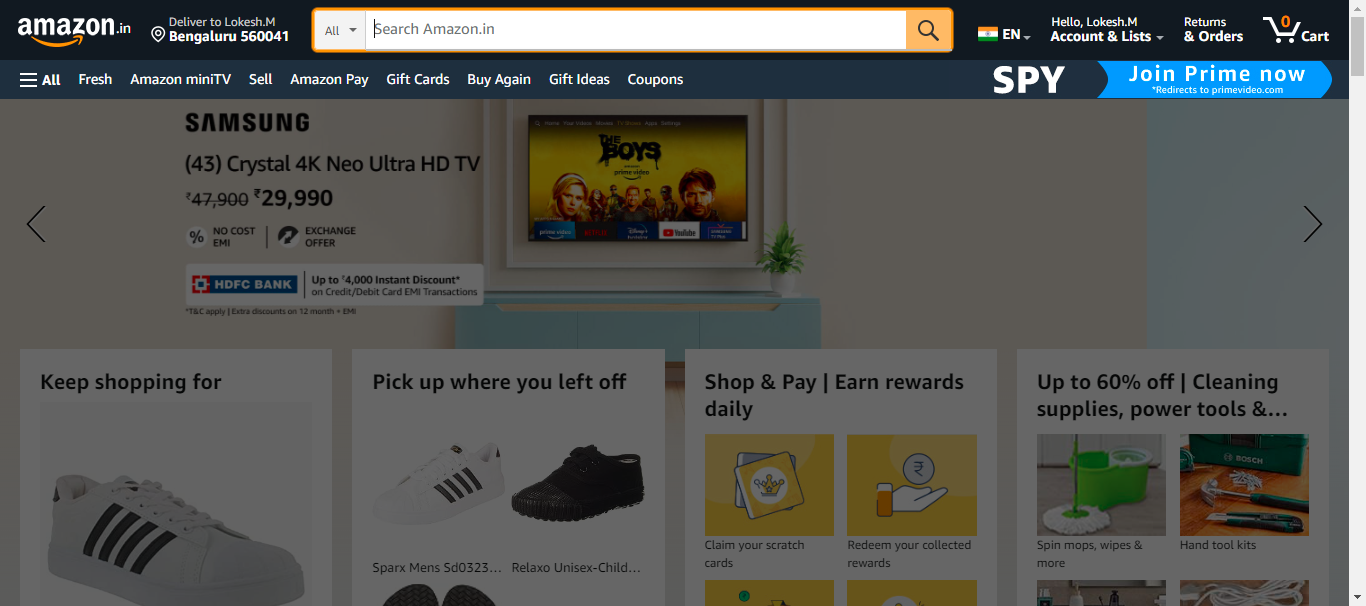 amazon.in
Deliver to Lokesh.M
Bengaluru 560041
All
Search Amazon.in
EN
Hello, Lokesh.M
Account & Lists
Returns
& Orders
0
Cart
All
Fresh
Amazon miniTV
Sell
Amazon Pay
Gift Cards
Buy Again
Gift Ideas
Coupons
SPY
Join Prime now
*Redirects to primevideo.com
SAMSUNG
(43) Crystal 4K Neo Ultra HD TV
₹47,900 ₹29,990
%
NO COST
EMI
EXCHANGE
OFFER
HDFC BANK
Up to ₹4,000 Instant Discount*
on Credit/Debit Card EMI Transactions
*T&C apply | Extra discounts on 12 month + EMI
THE
BOYS
prime video
prime video
YouTube
Keep shopping for
Pick up where you left off
Sparx Mens Sd0323...
Relaxo Unisex-Child...
Shop & Pay | Earn rewards
daily
₹
Claim your scratch
cards
Redeem your collected
rewards
Up to 60% off | Cleaning
supplies, power tools &...
BOSCH
Spin mops, wipes &
more
Hand tool kits